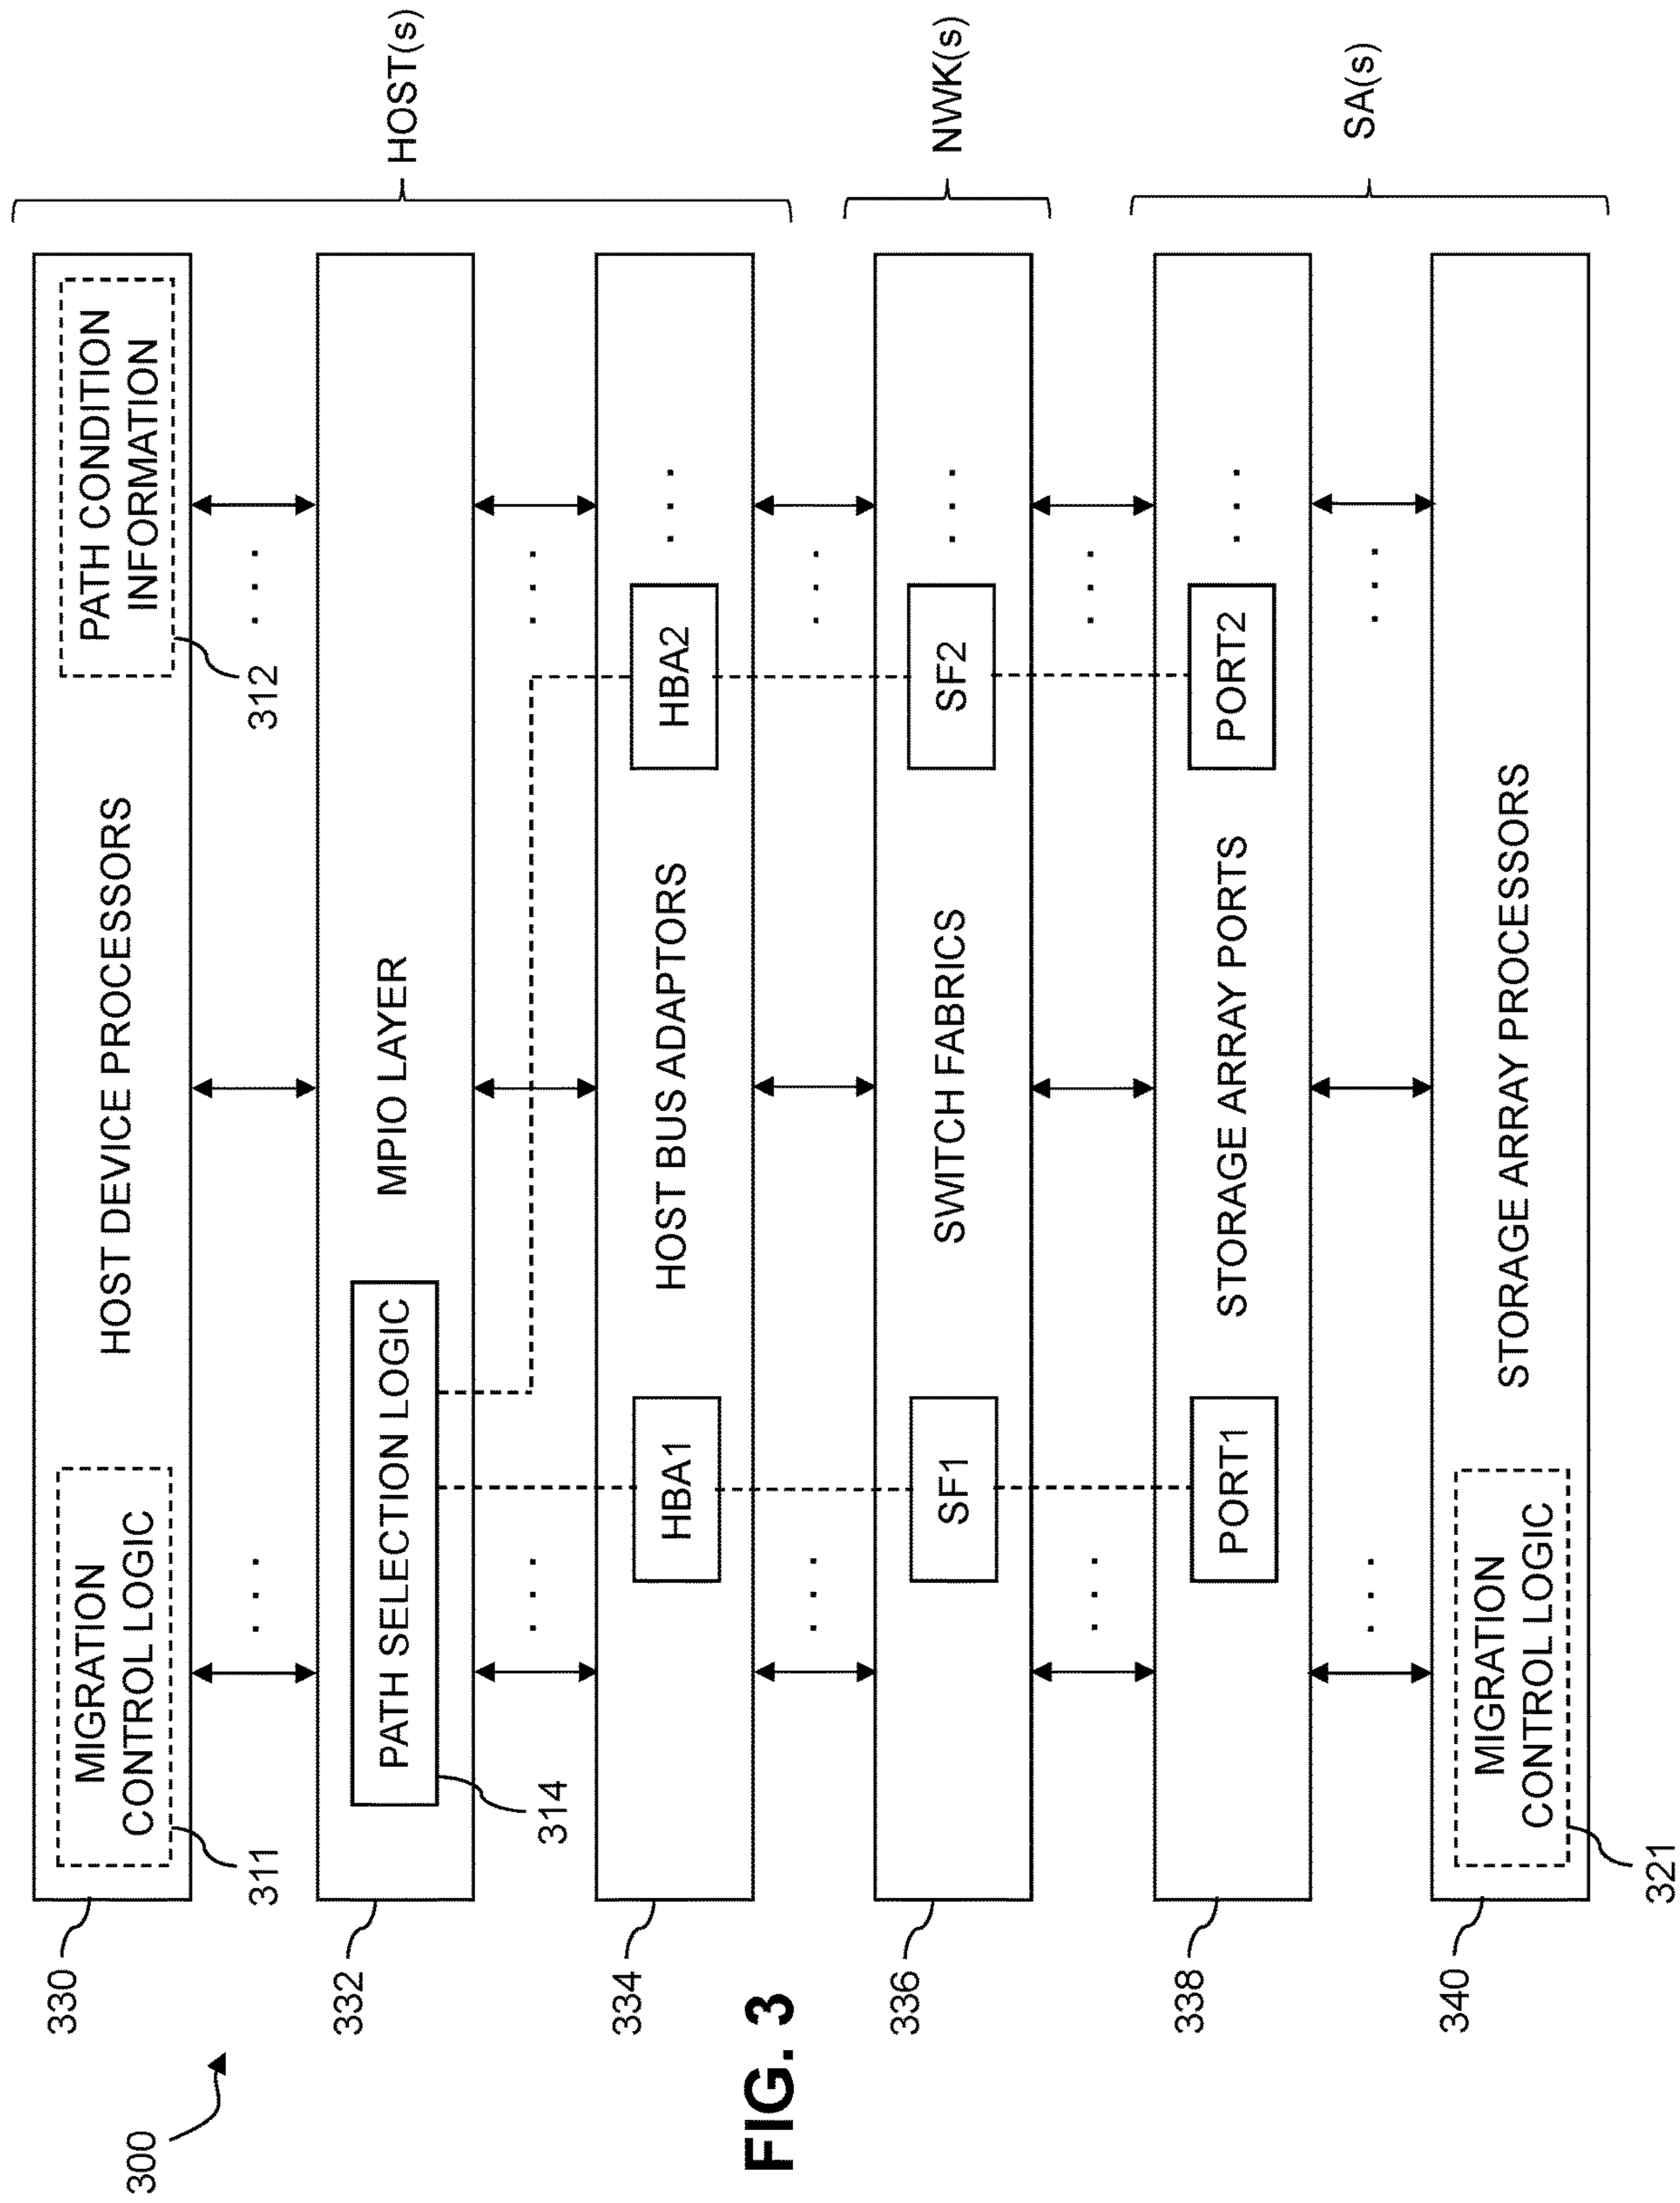 300
330
MIGRATION
CONTROL LOGIC
311
HOST DEVICE PROCESSORS
PATH CONDITION
INFORMATION
312
HOST(s)
. . .
. . .
332
PATH SELECTION LOGIC
314
MPIO LAYER
. . .
. . .
334
HBA1
HOST BUS ADAPTORS
HBA2
. . .
. . .
. . .
336
SF1
SWITCH FABRICS
SF2
. . .
NWK(s)
. . .
. . .
338
PORT1
STORAGE ARRAY PORTS
PORT2
. . .
SA(s)
. . .
. . .
340
MIGRATION
CONTROL LOGIC
321
STORAGE ARRAY PROCESSORS
FIG. 3